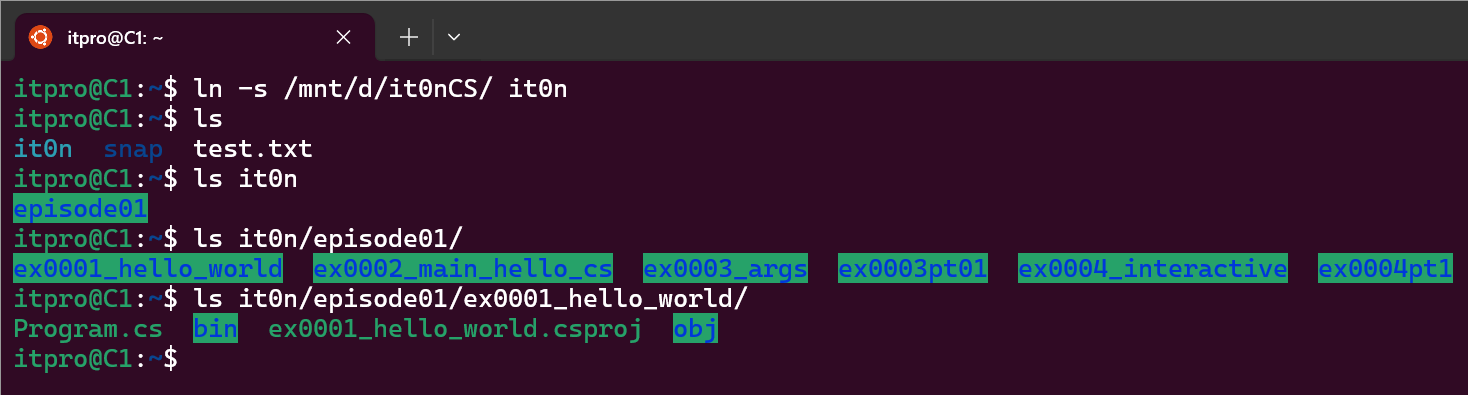 itpro@C1: ~
itpro@C1:~$ ln -s /mnt/d/it0nCS/ it0n
itpro@C1:~$ ls
it0n  snap  test.txt
itpro@C1:~$ ls it0n
episode01
itpro@C1:~$ ls it0n/episode01/
ex0001_hello_world  ex0002_main_hello_cs  ex0003_args  ex0003pt01  ex0004_interactive  ex0004pt1
itpro@C1:~$ ls it0n/episode01/ex0001_hello_world/
Program.cs  bin  ex0001_hello_world.csproj  obj
itpro@C1:~$